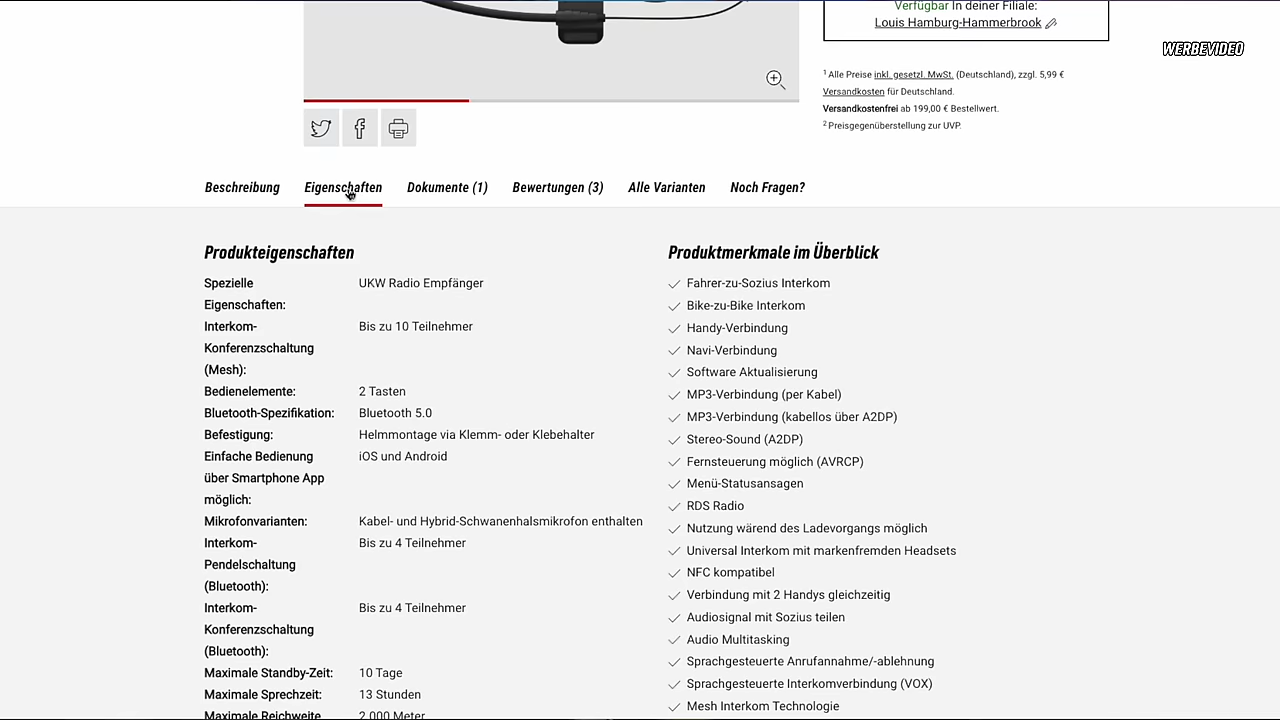 Verfügbar In deiner Filiale:
Louis Hamburg-Hammerbrook
WERBEVIDEO
1 Alle Preise inkl. gesetzl. MwSt. (Deutschland), zzgl. 5,99 €
Versandkosten für Deutschland.
Versandkostenfrei ab 199,00 € Bestellwert.
2 Preisgegenüberstellung zur UVP.
Beschreibung Eigenschaften Dokumente (1) Bewertungen (3) Alle Varianten Noch Fragen?
Produkteigenschaften
Spezielle UKW Radio Empfänger
Eigenschaften:
Interkom- Bis zu 10 Teilnehmer
Konferenzschaltung
(Mesh):
Bedienelemente: 2 Tasten
Bluetooth-Spezifikation: Bluetooth 5.0
Befestigung: Helmmontage via Klemm- oder Klebehalter
Einfache Bedienung iOS und Android
über Smartphone App
möglich:
Mikrofonvarianten: Kabel- und Hybrid-Schwanenhalsmikrofon enthalten
Interkom- Bis zu 4 Teilnehmer
Pendelschaltung
(Bluetooth):
Interkom- Bis zu 4 Teilnehmer
Konferenzschaltung
(Bluetooth):
Maximale Standby-Zeit: 10 Tage
Maximale Sprechzeit: 13 Stunden
Maximale Reichweite 2.000 Meter
Produktmerkmale im Überblick
Fahrer-zu-Sozius Interkom
Bike-zu-Bike Interkom
Handy-Verbindung
Navi-Verbindung
Software Aktualisierung
MP3-Verbindung (per Kabel)
MP3-Verbindung (kabellos über A2DP)
Stereo-Sound (A2DP)
Fernsteuerung möglich (AVRCP)
Menü-Statusansagen
RDS Radio
Nutzung wärend des Ladevorgangs möglich
Universal Interkom mit markenfremden Headsets
NFC kompatibel
Verbindung mit 2 Handys gleichzeitig
Audiosignal mit Sozius teilen
Audio Multitasking
Sprachgesteuerte Anrufannahme/-ablehnung
Sprachgesteuerte Interkomverbindung (VOX)
Mesh Interkom Technologie